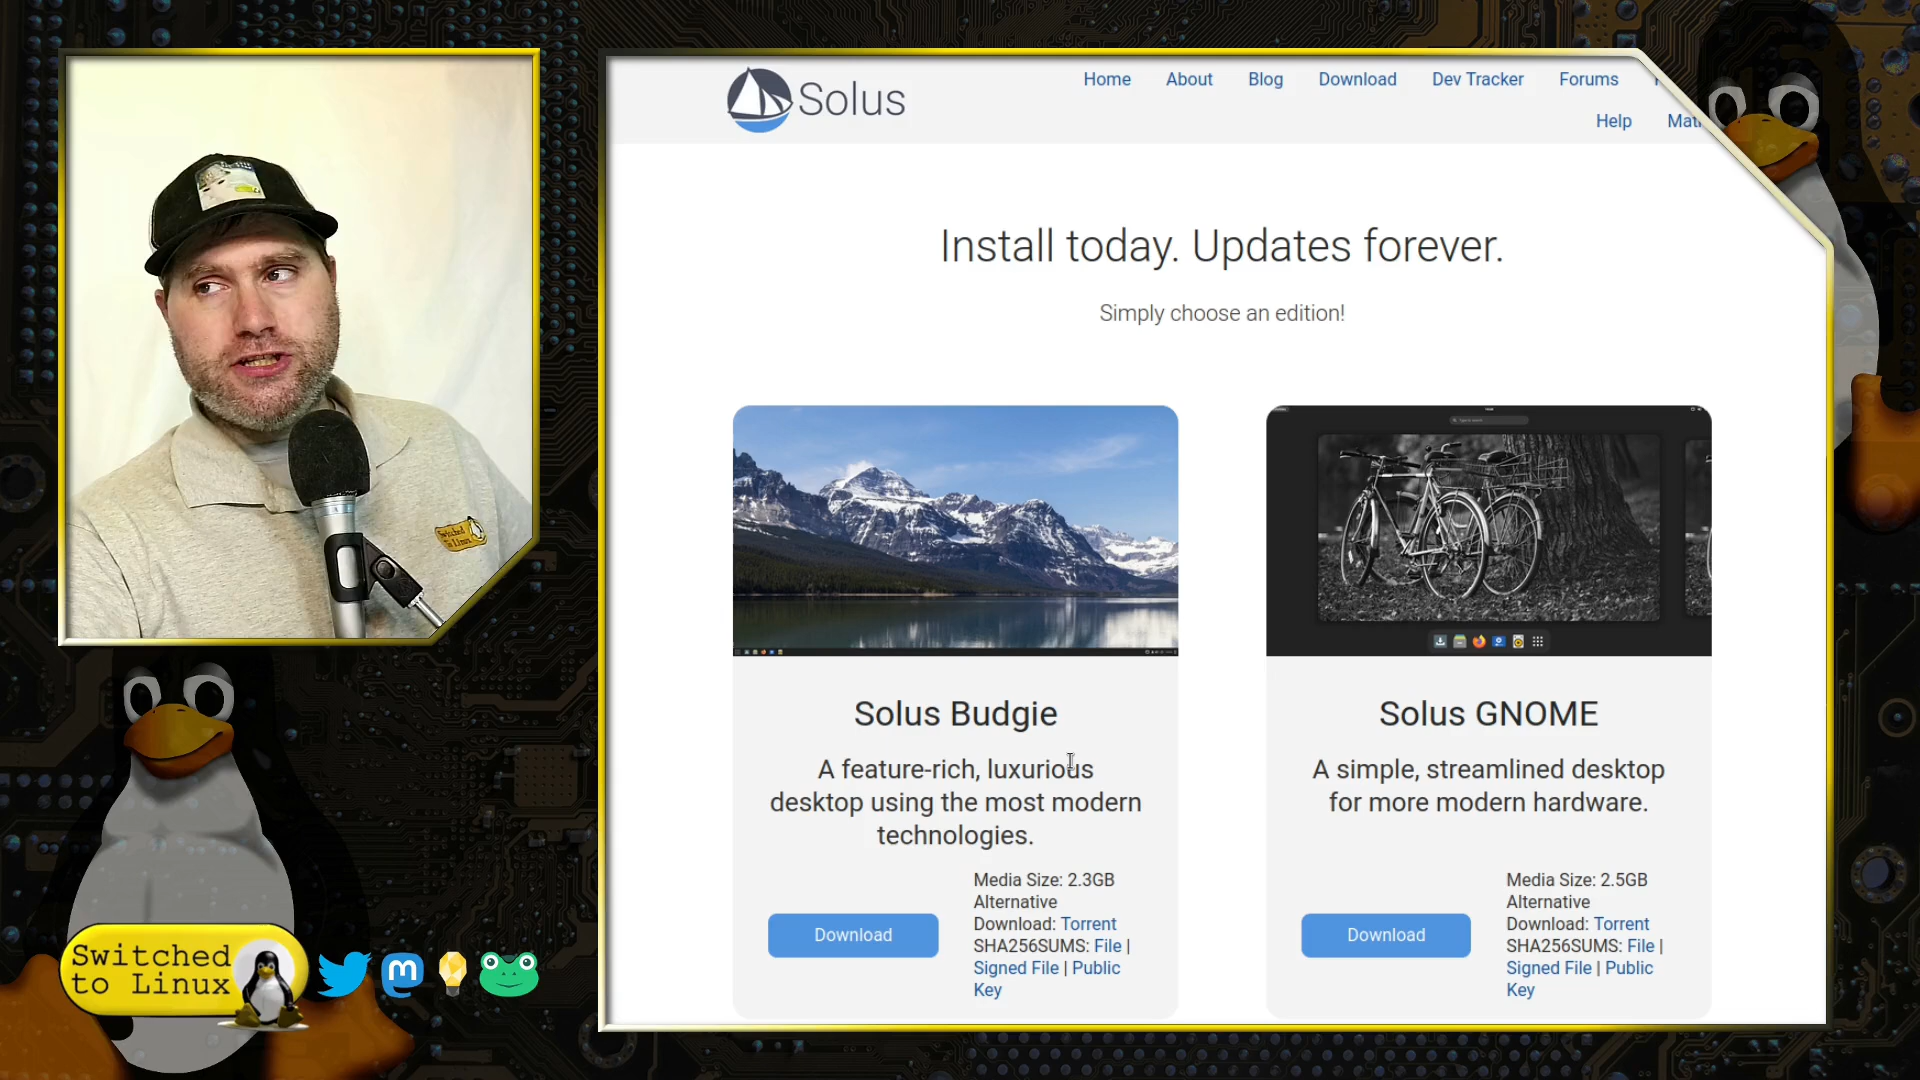 Solus
Home About Blog Download Dev Tracker Forums
Help
Install today. Updates forever.
Simply choose an edition!
Solus Budgie
A feature-rich, luxurious
desktop using the most modern
technologies.
Download
Media Size: 2.3GB
Alternative
Download: Torrent
SHA256SUMS: File |
Signed File | Public
Key
Solus GNOME
A simple, streamlined desktop
for more modern hardware.
Download
Media Size: 2.5GB
Alternative
Download: Torrent
SHA256SUMS: File |
Signed File | Public
Key
Switched
to Linux
Switched
to Linux